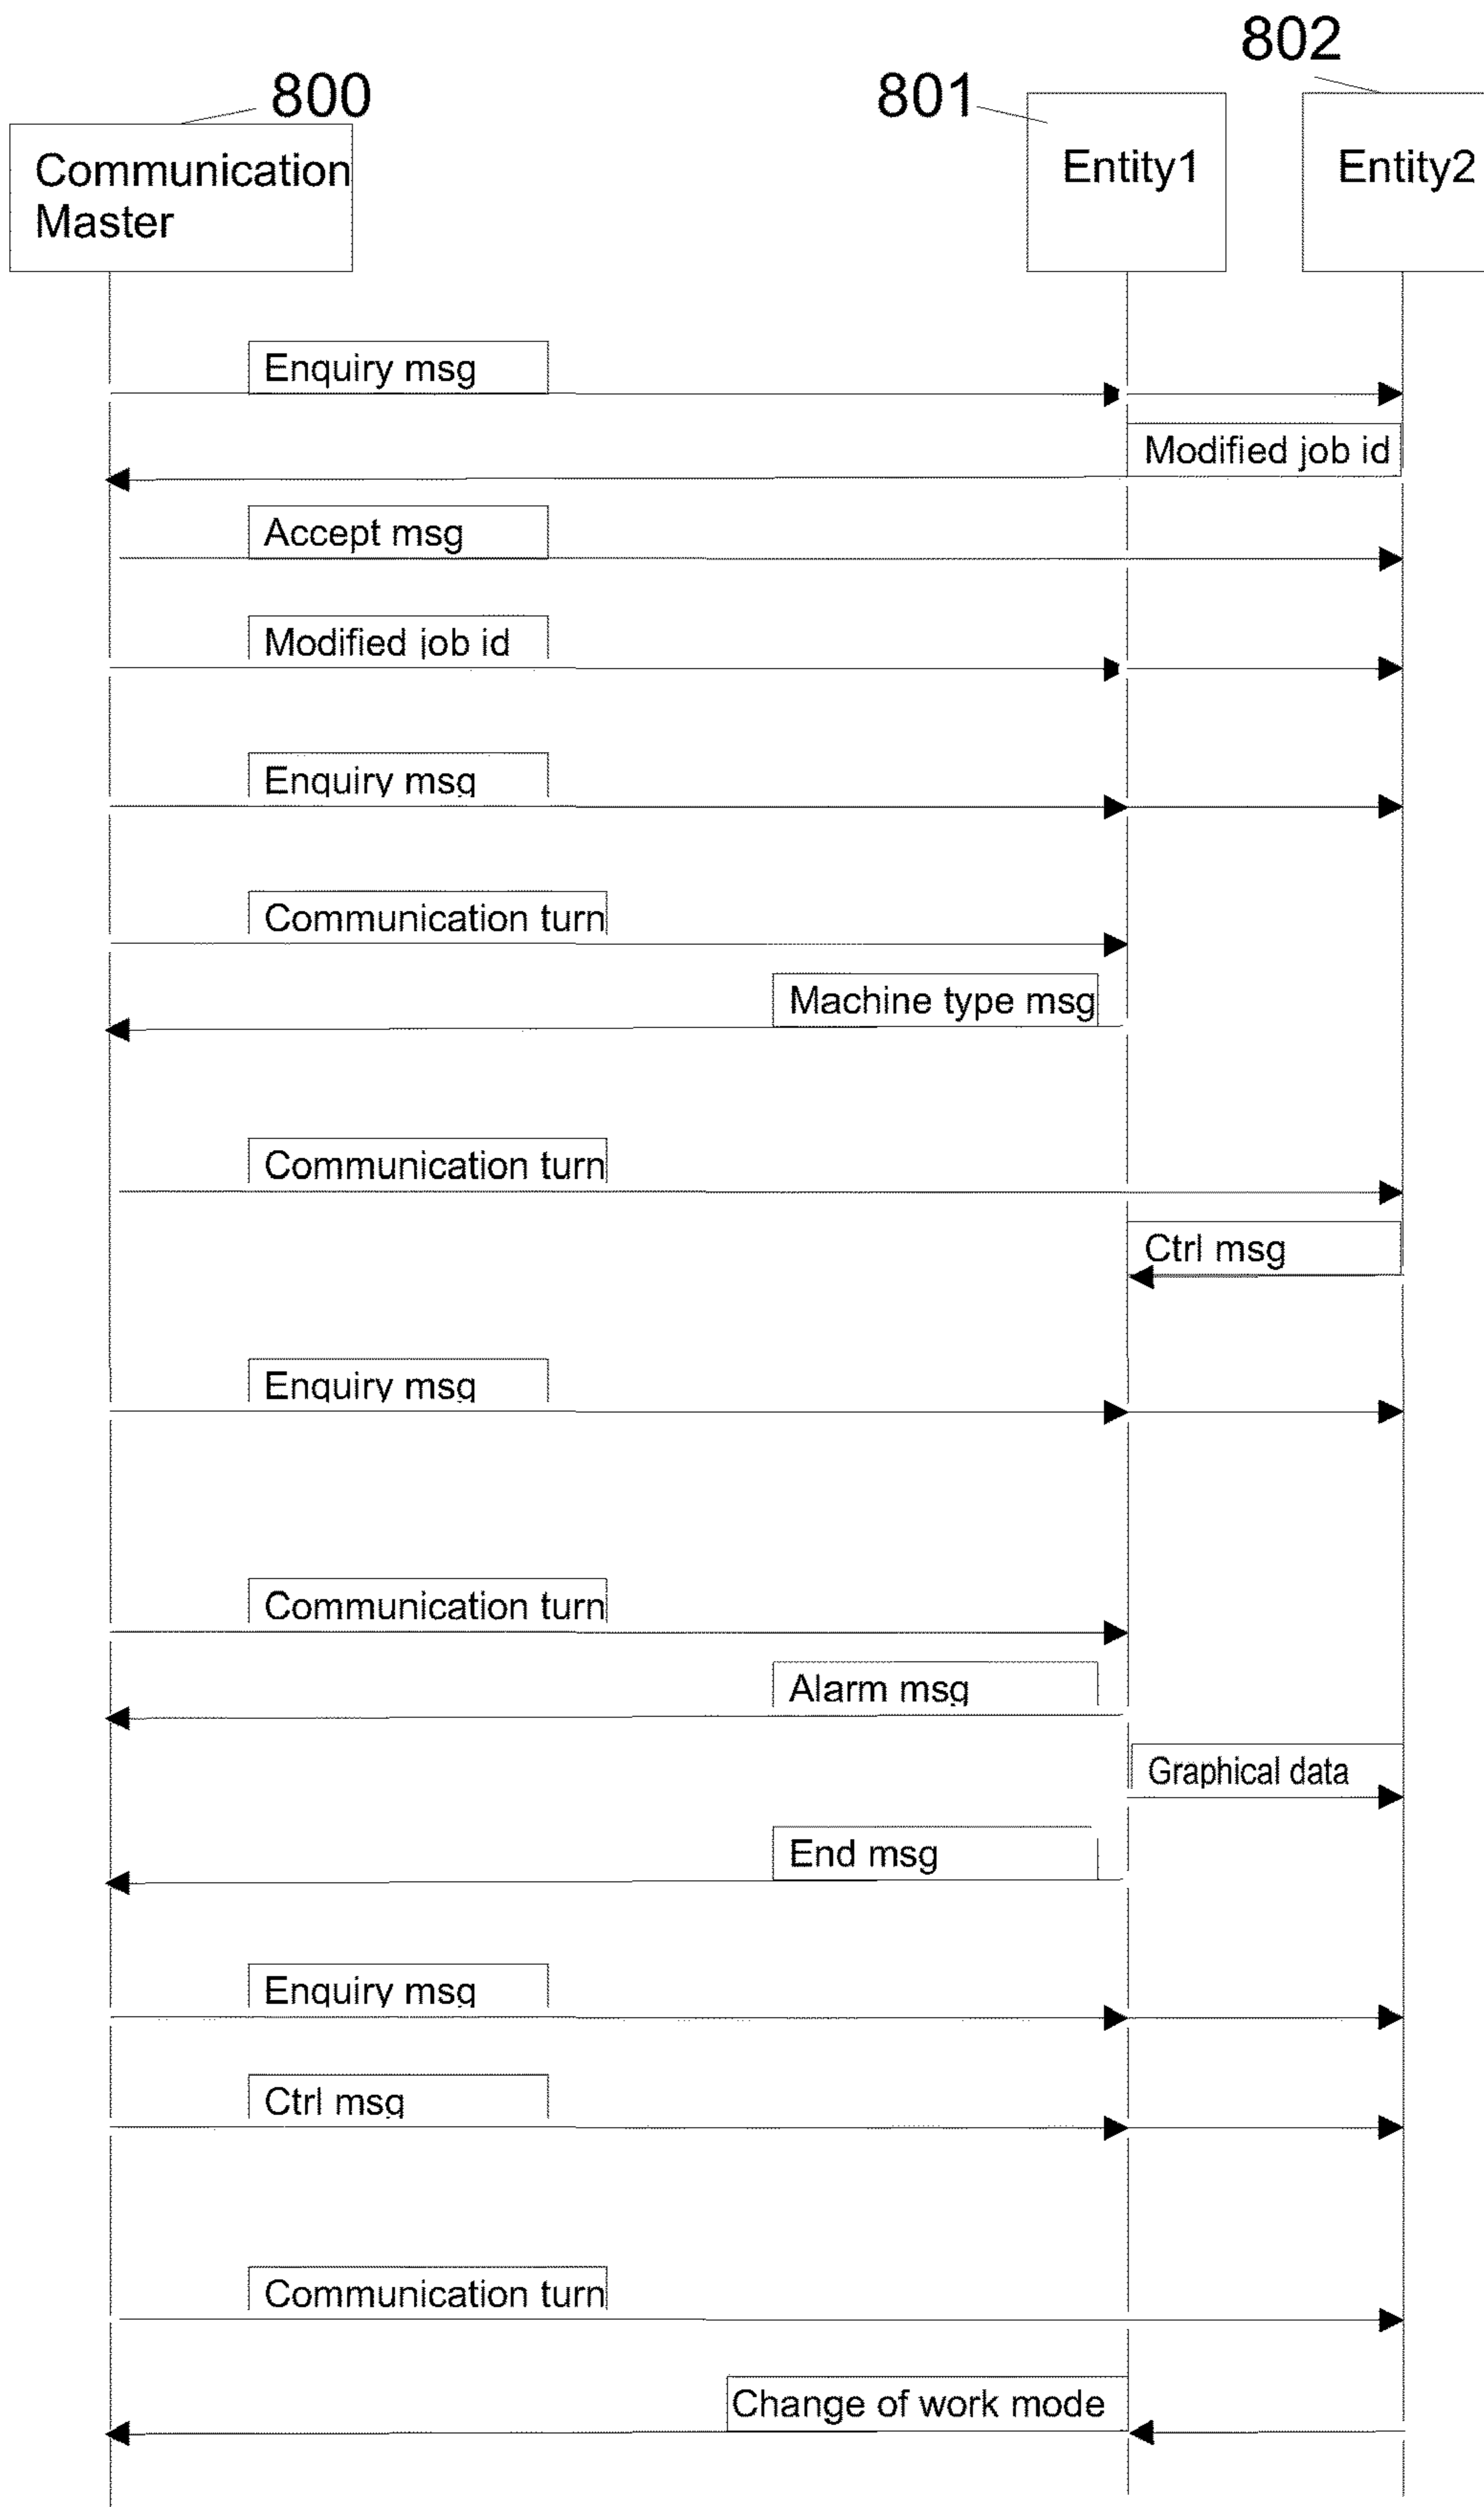 802
800
801
Communication
Master
Entity1
Entity2
Enquiry msg
Modified job id
Accept msg
Modified job id
Enquiry msg
Communication turn
Machine type msg
Communication turn
Ctrl msg
Enquiry msg
Communication turn
Alarm msg
Graphical data
End msg
Enquiry msg
Ctrl msg
Communication turn
Change of work mode